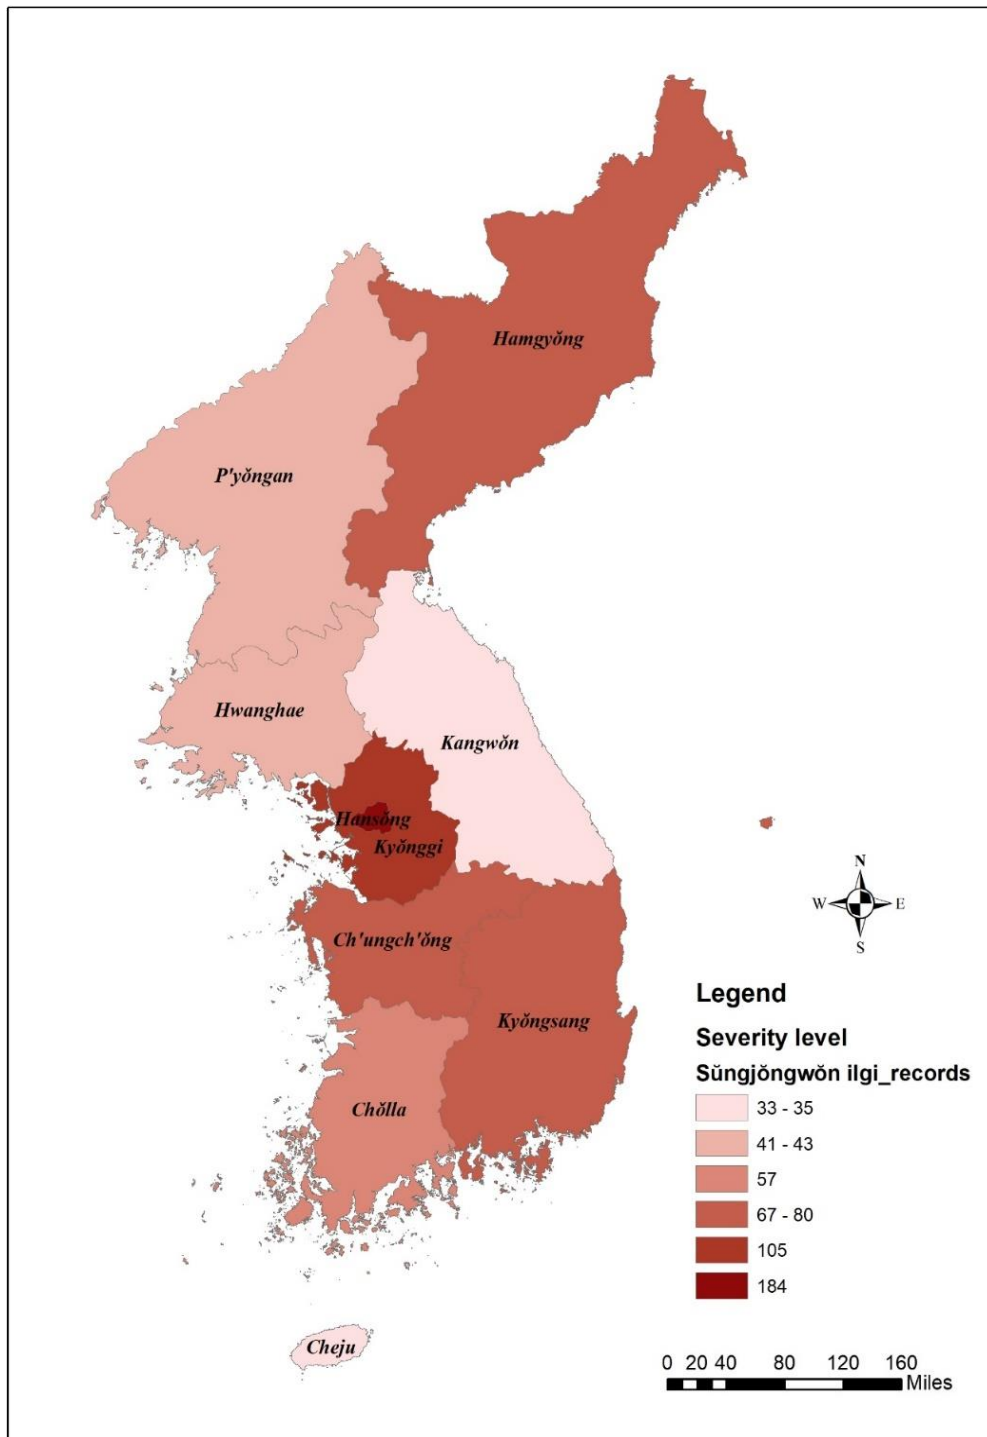 Hamgyŏng
P'yŏngan
Hwanghae
Kangwŏn
Hansŏng
Kyŏnggi
Ch'ungch'ŏng
Kyŏngsang
Chŏlla
Cheju
N
W E
S
Legend
Severity level
Sŭngjŏngwŏn ilgi_records
33 - 35
41 - 43
57
67 - 80
105
184
0 20 40 80 120 160
Miles